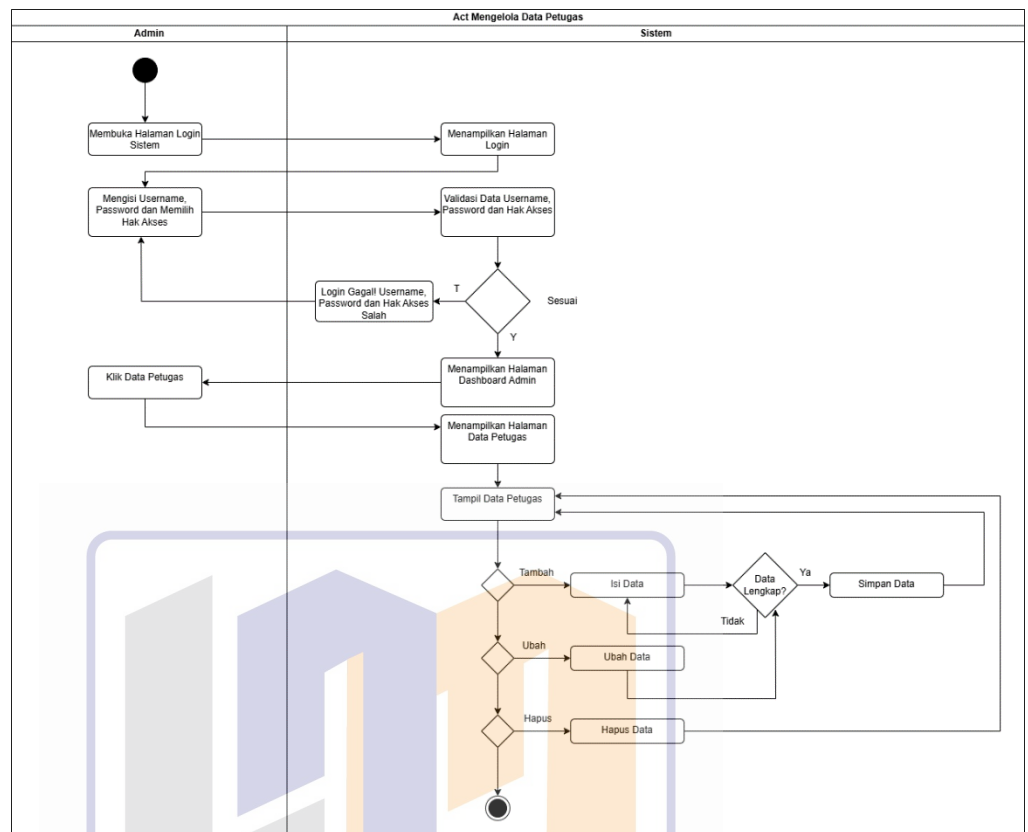 Act Mengelola Data Petugas
Admin
Sistem
Membuka Halaman Login
Sistem
Menampilkan Halaman
Login
Mengisi Username,
Password dan Memilih
Hak Akses
Validasi Data Username,
Password dan Hak Akses
Login Gagal! Username,
Password dan Hak Akses
Salah
T
Sesuai
Y
Menampilkan Halaman
Dashboard Admin
Klik Data Petugas
Menampilkan Halaman
Data Petugas
Tampil Data Petugas
Tambah
Isi Data
Data
Lengkap?
Ya
Simpan Data
Tidak
Ubah
Ubah Data
Hapus
Hapus Data